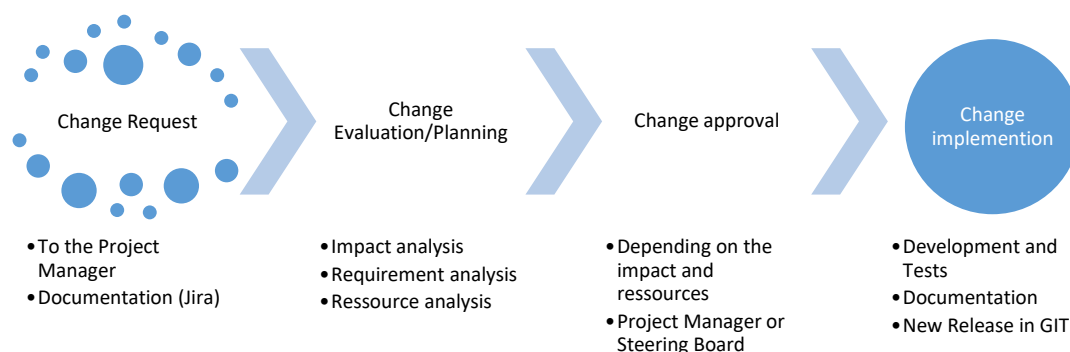 Change Request
Change
Evaluation/Planning
Change approval
Change
implemention
•To the Project
Manager
•Documentation (Jira)
•Impact analysis
•Requirement analysis
•Ressource analysis
•Depending on the
impact and
ressources
•Project Manager or
Steering Board
•Development and
Tests
•Documentation
•New Release in GIT